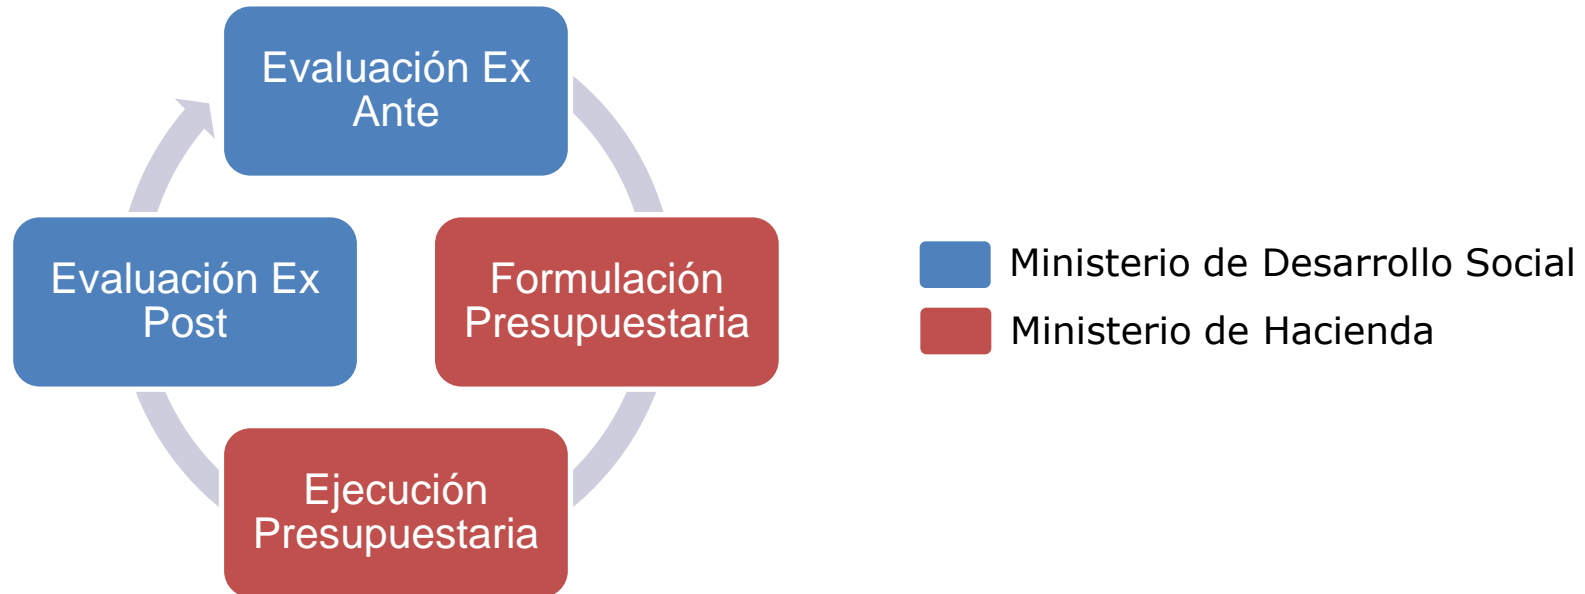 Evaluación Ex
Ante
Evaluación Ex
Post
Formulación
Presupuestaria
Ejecución
Presupuestaria
Ministerio de Desarrollo Social
Ministerio de Hacienda